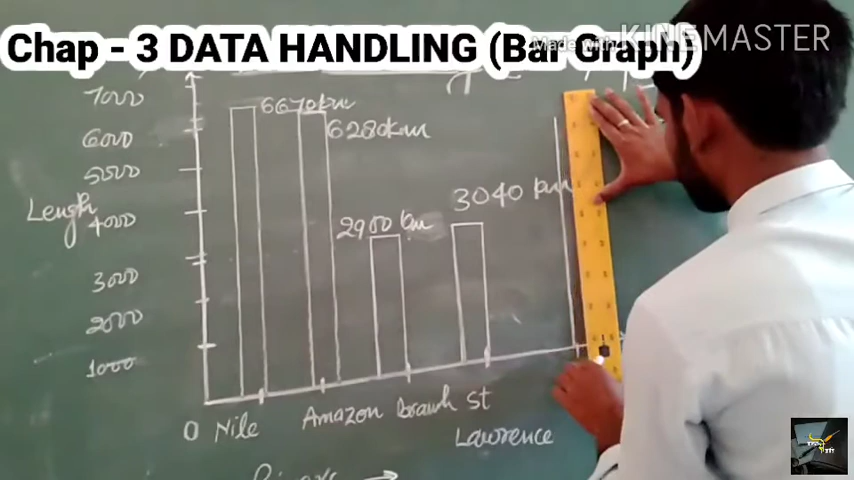 Chap - 3 DATA HANDLING (Bar Graph)
Made with KINEMASTER
7000
6670km
6000
6280km
5000
Length
4000
3040 km
2900 km
3000
2000
1000
0 Nile
Amazon
St
Lawrence
Rivers